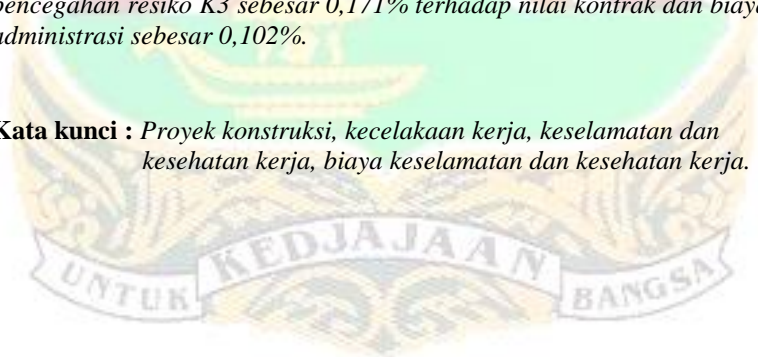 pencegahan resiko K3 sebesar 0,171% terhadap nilai kontrak dan biaya
administrasi sebesar 0,102%.
Kata kunci : Proyek konstruksi, kecelakaan kerja, keselamatan dan
kesehatan kerja, biaya keselamatan dan kesehatan kerja.
UNTUK KEDJAJAAN BANGSA